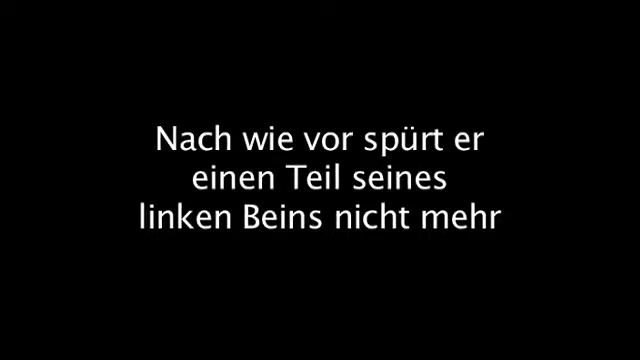 Nach wie vor spürt er
einen Teil seines
linken Beins nicht mehr